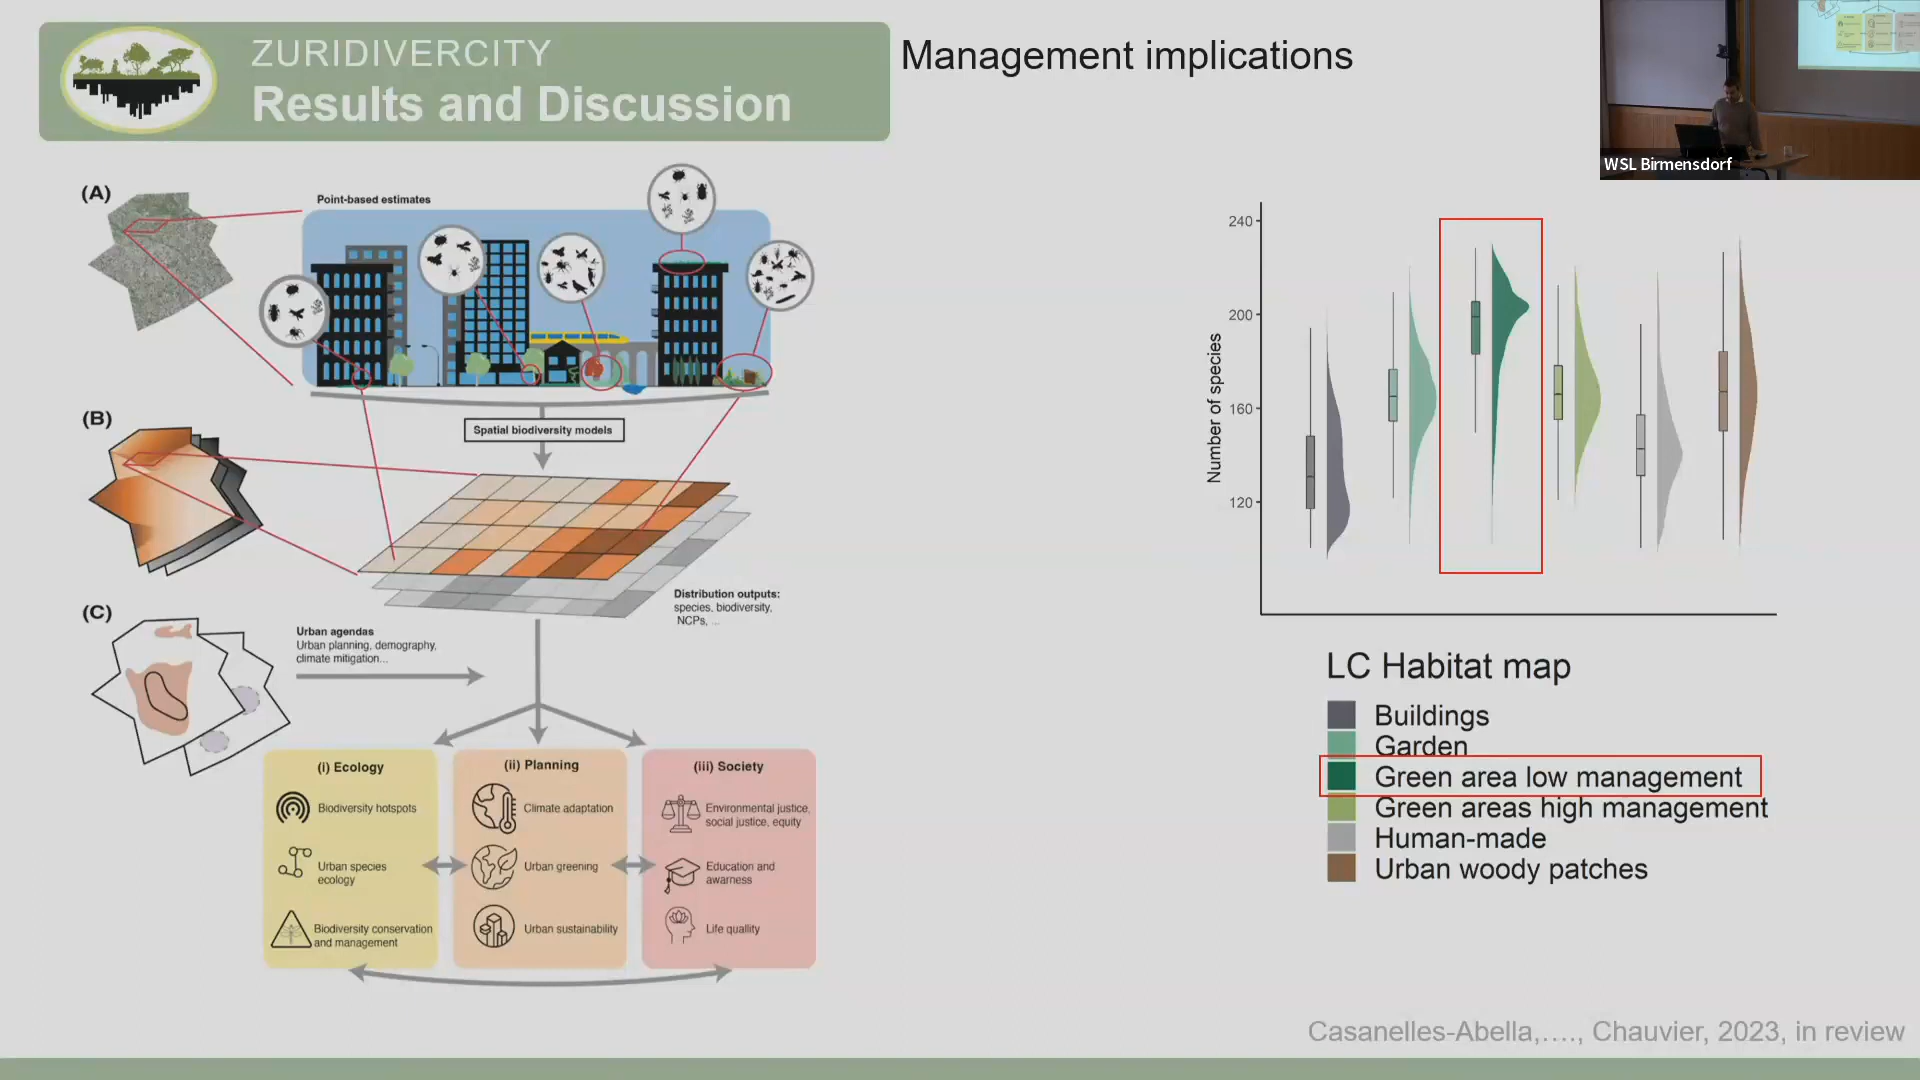 ZURIDIVERCITY
Results and Discussion
Management implications
WSL Birmensdorf
(A)
Point-based estimates
(B)
Spatial biodiversity models
Distribution outputs:
species, biodiversity,
NCPs, ...
(C)
Urban agendas
Urban planning, demography,
climate mitigation...
(i) Ecology
Biodiversity hotspots
Urban species
ecology
Biodiversity conservation
and management
(ii) Planning
Climate adaptation
Urban greening
Urban sustainability
(iii) Society
Environmental justice,
social justice, equity
Education and
awarness
Life quallity
Number of species
240
200
160
120
LC Habitat map
Buildings
Garden
Green area low management
Green areas high management
Human-made
Urban woody patches
Casanelles-Abella,...., Chauvier, 2023, in review